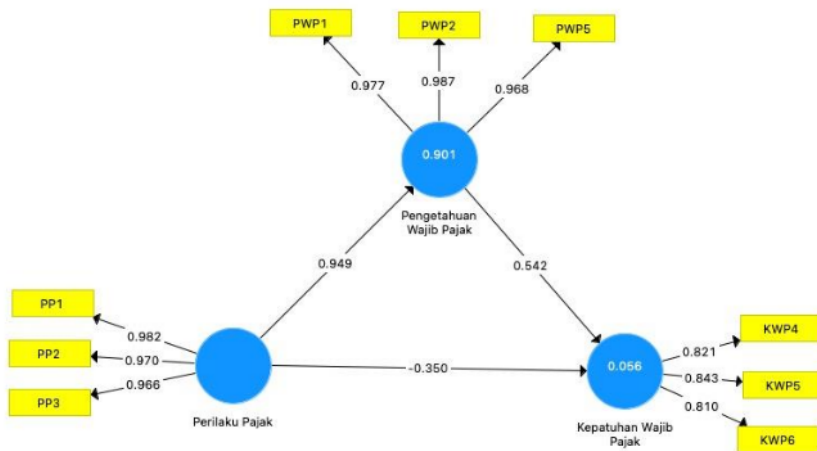 PWP1
PWP2
PWP5
0.977
0.987
0.968
0.901
Pengetahuan
Wajib Pajak
0.949
0.542
PP1
PP2
PP3
0.982
0.970
0.966
Perilaku Pajak
-0.350
0.056
Kepatuhan Wajib
Pajak
0.821
0.843
0.810
KWP4
KWP5
KWP6